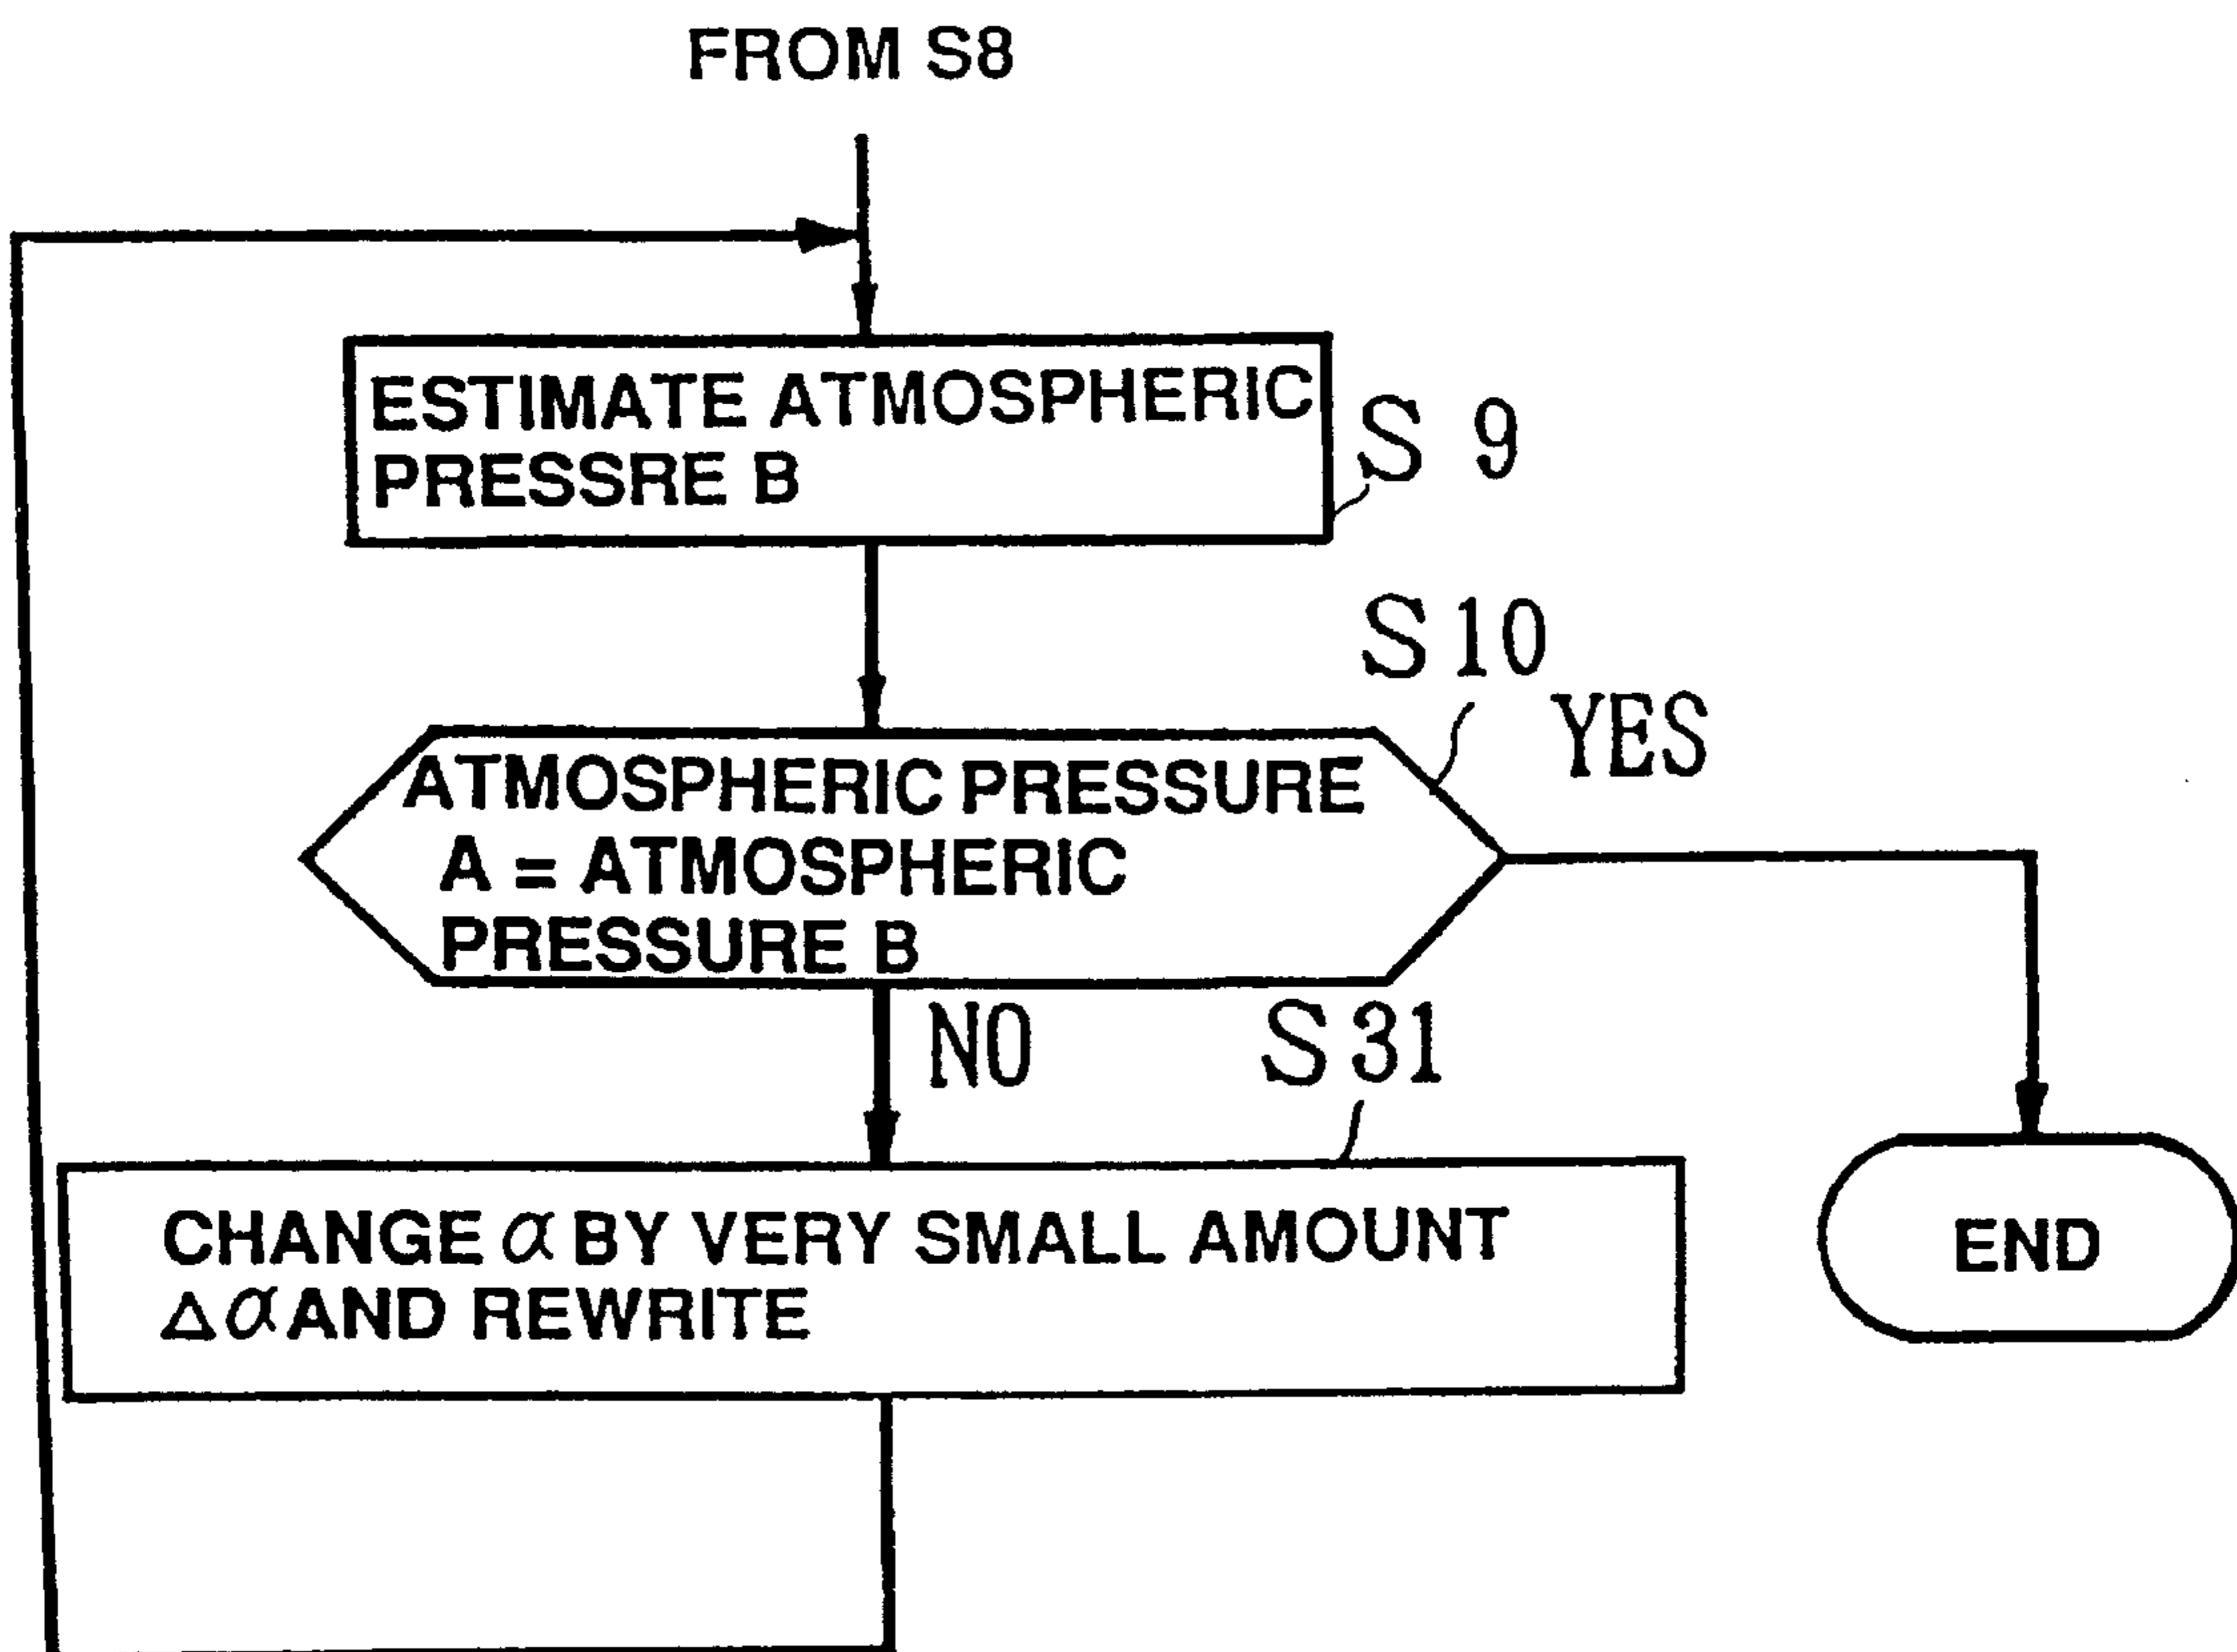 FROM S8
ESTIMATE ATMOSPHERIC
PRESSRE B
S 9
S 10
YES
ATMOSPHERIC PRESSURE
A = ATMOSPHERIC
PRESSURE B
NO
S 31
CHANGE α BY VERY SMALL AMOUNT
Δα AND REWRITE
END